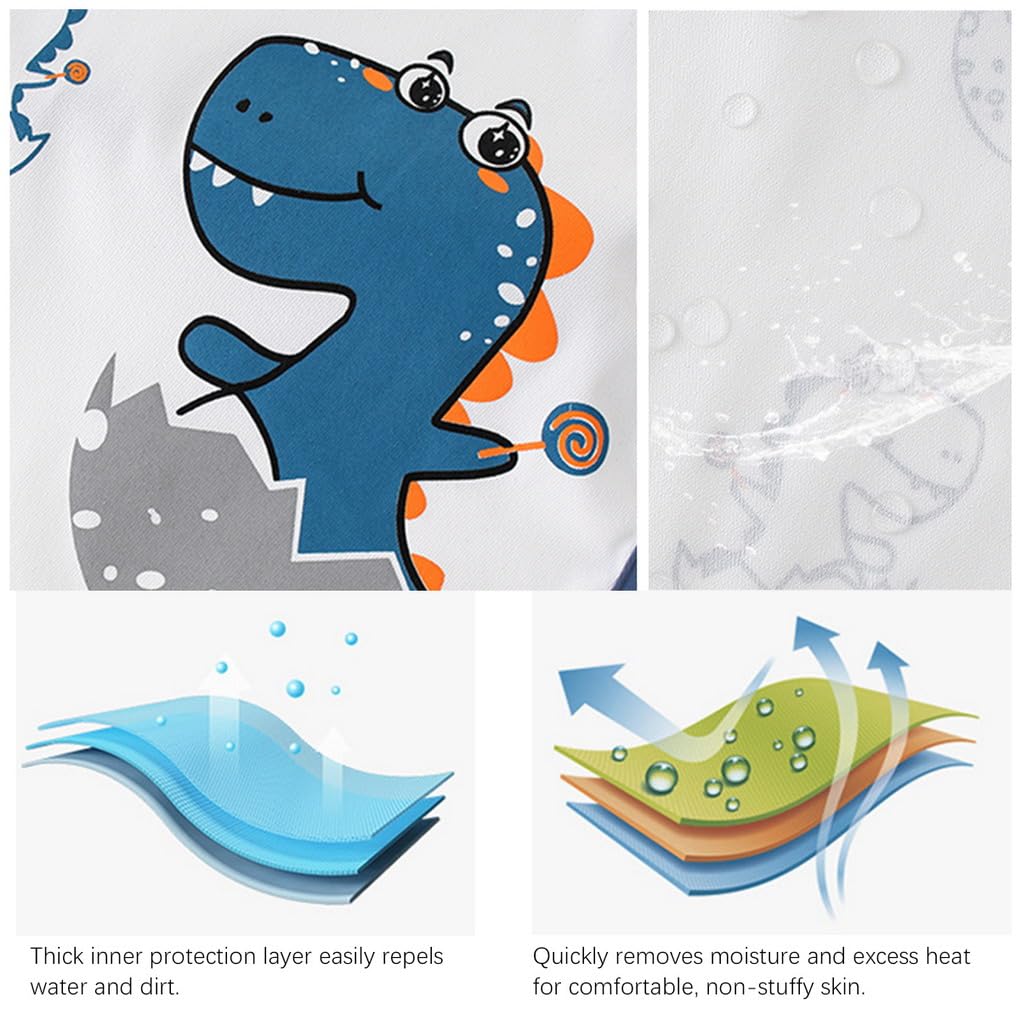 Thick inner protection layer easily repels
water and dirt.
Quickly removes moisture and excess heat
for comfortable, non-stuffy skin.